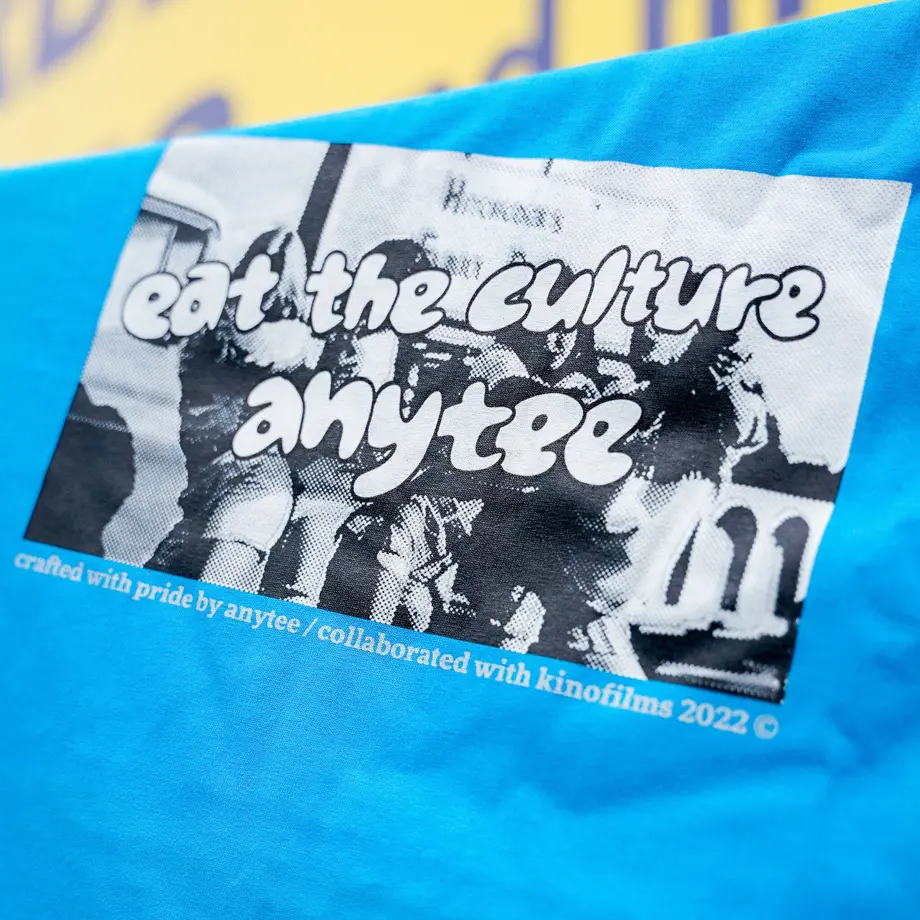 eat the culture
anytee
crafted with pride by anytee / collaborated with kinofilms 2022 ©